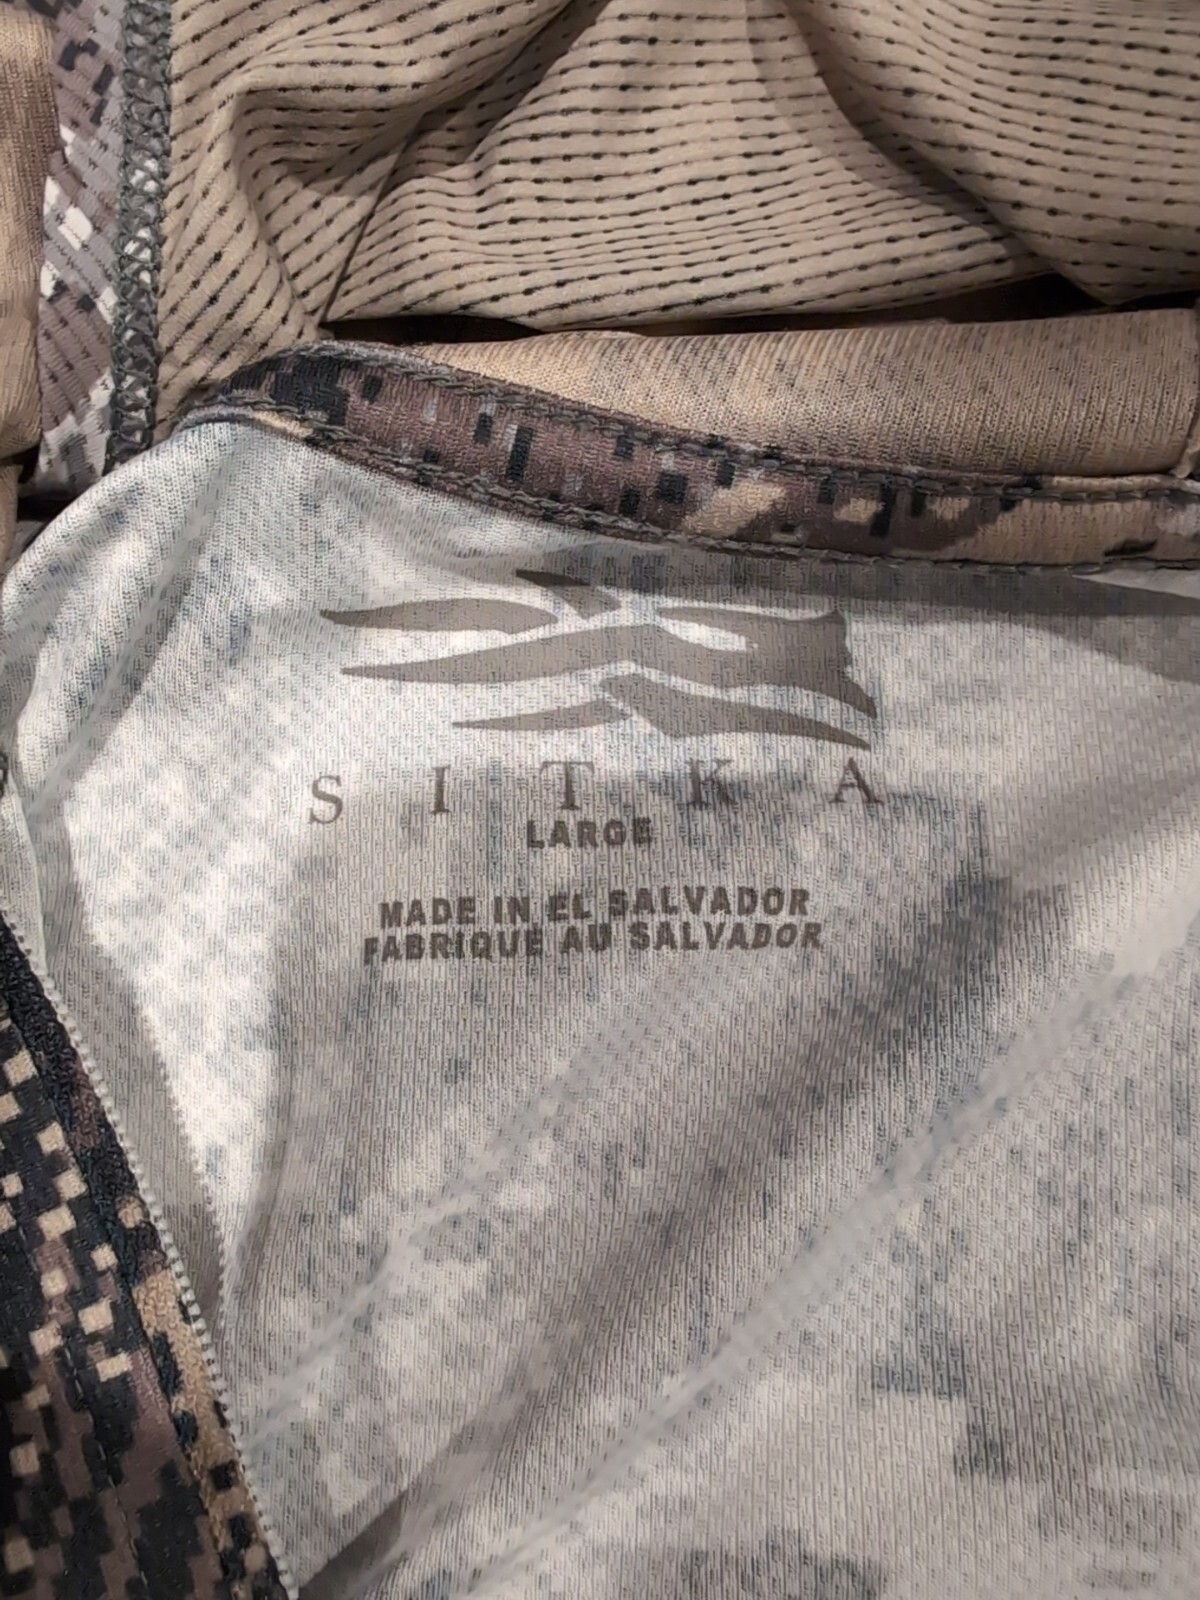 SITKA
LARGE
MADE IN EL SALVADOR
FABRIQUE AU SALVADOR